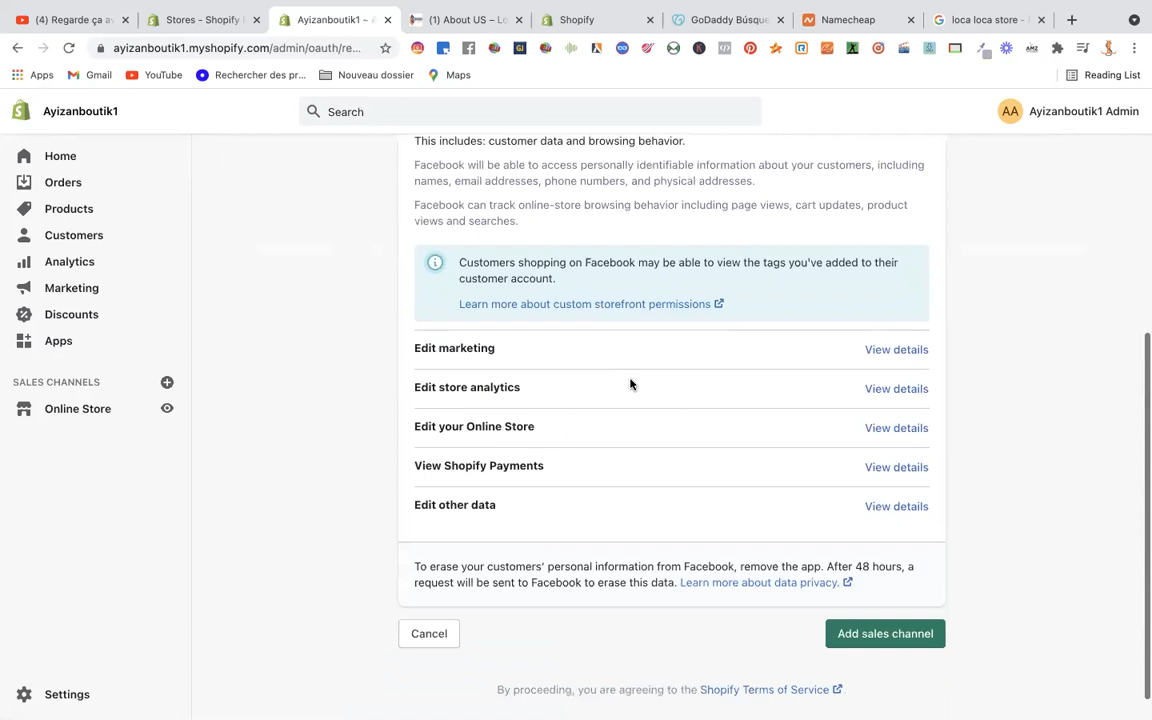 (4) Regarde ça av
Stores - Shopify
Ayizanboutik1 ~
(1) About US – Lo
Shopify
GoDaddy Búsque
Namecheap
loca loca store -
ayizanboutik1.myshopify.com/admin/oauth/re...
Apps
Gmail
YouTube
Rechercher des pr...
Nouveau dossier
Maps
Reading List
Ayizanboutik1
Search
AA
Ayizanboutik1 Admin
Home
Orders
Products
Customers
Analytics
Marketing
Discounts
Apps
SALES CHANNELS
Online Store
Settings
This includes: customer data and browsing behavior.
Facebook will be able to access personally identifiable information about your customers, including
names, email addresses, phone numbers, and physical addresses.
Facebook can track online-store browsing behavior including page views, cart updates, product
views and searches.
Customers shopping on Facebook may be able to view the tags you've added to their
customer account.
Learn more about custom storefront permissions
Edit marketing
View details
Edit store analytics
View details
Edit your Online Store
View details
View Shopify Payments
View details
Edit other data
View details
To erase your customers' personal information from Facebook, remove the app. After 48 hours, a
request will be sent to Facebook to erase this data. Learn more about data privacy.
Cancel
Add sales channel
By proceeding, you are agreeing to the Shopify Terms of Service.